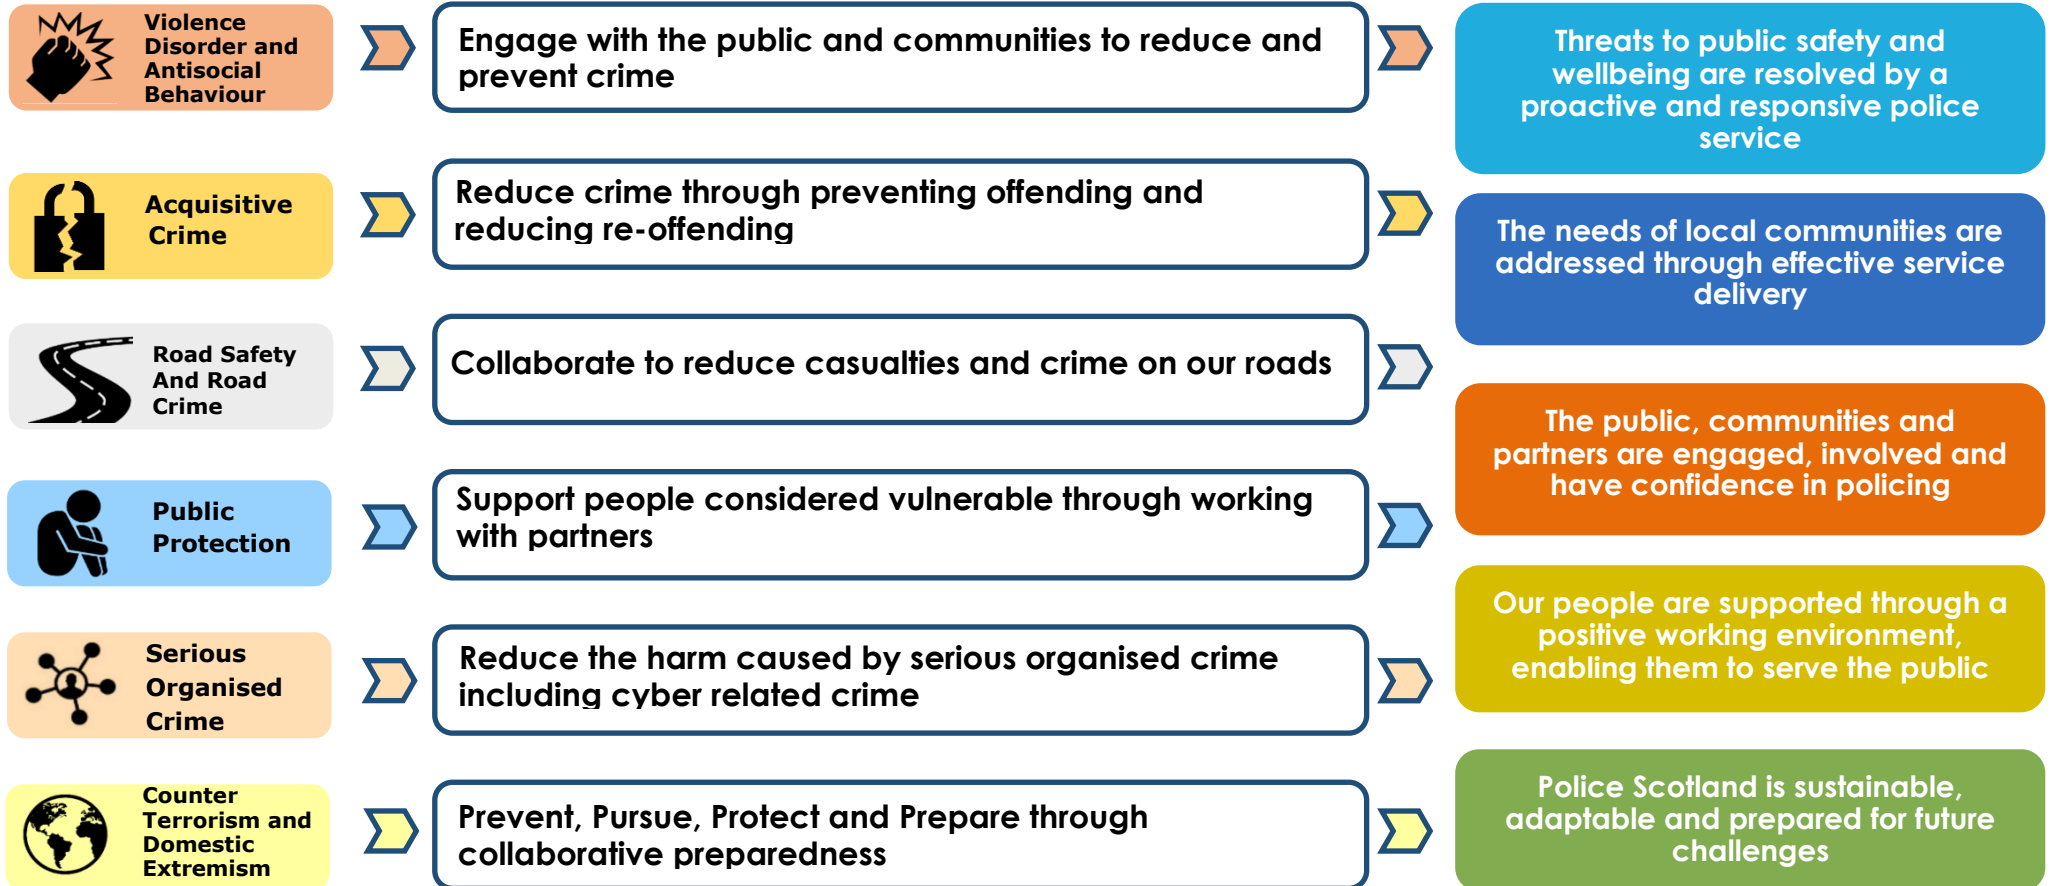 Violence
Disorder and
Antisocial
Behaviour
Engage with the public and communities to reduce and
prevent crime
Threats to public safety and
wellbeing are resolved by a
proactive and responsive police
service
Acquisitive
Crime
Reduce crime through preventing offending and
reducing re-offending
The needs of local communities are
addressed through effective service
delivery
Road Safety
And Road
Crime
Collaborate to reduce casualties and crime on our roads
The public, communities and
partners are engaged, involved and
have confidence in policing
Public
Protection
Support people considered vulnerable through working
with partners
Our people are supported through a
positive working environment,
enabling them to serve the public
Serious
Organised
Crime
Reduce the harm caused by serious organised crime
including cyber related crime
Counter
Terrorism and
Domestic
Extremism
Prevent, Pursue, Protect and Prepare through
collaborative preparedness
Police Scotland is sustainable,
adaptable and prepared for future
challenges